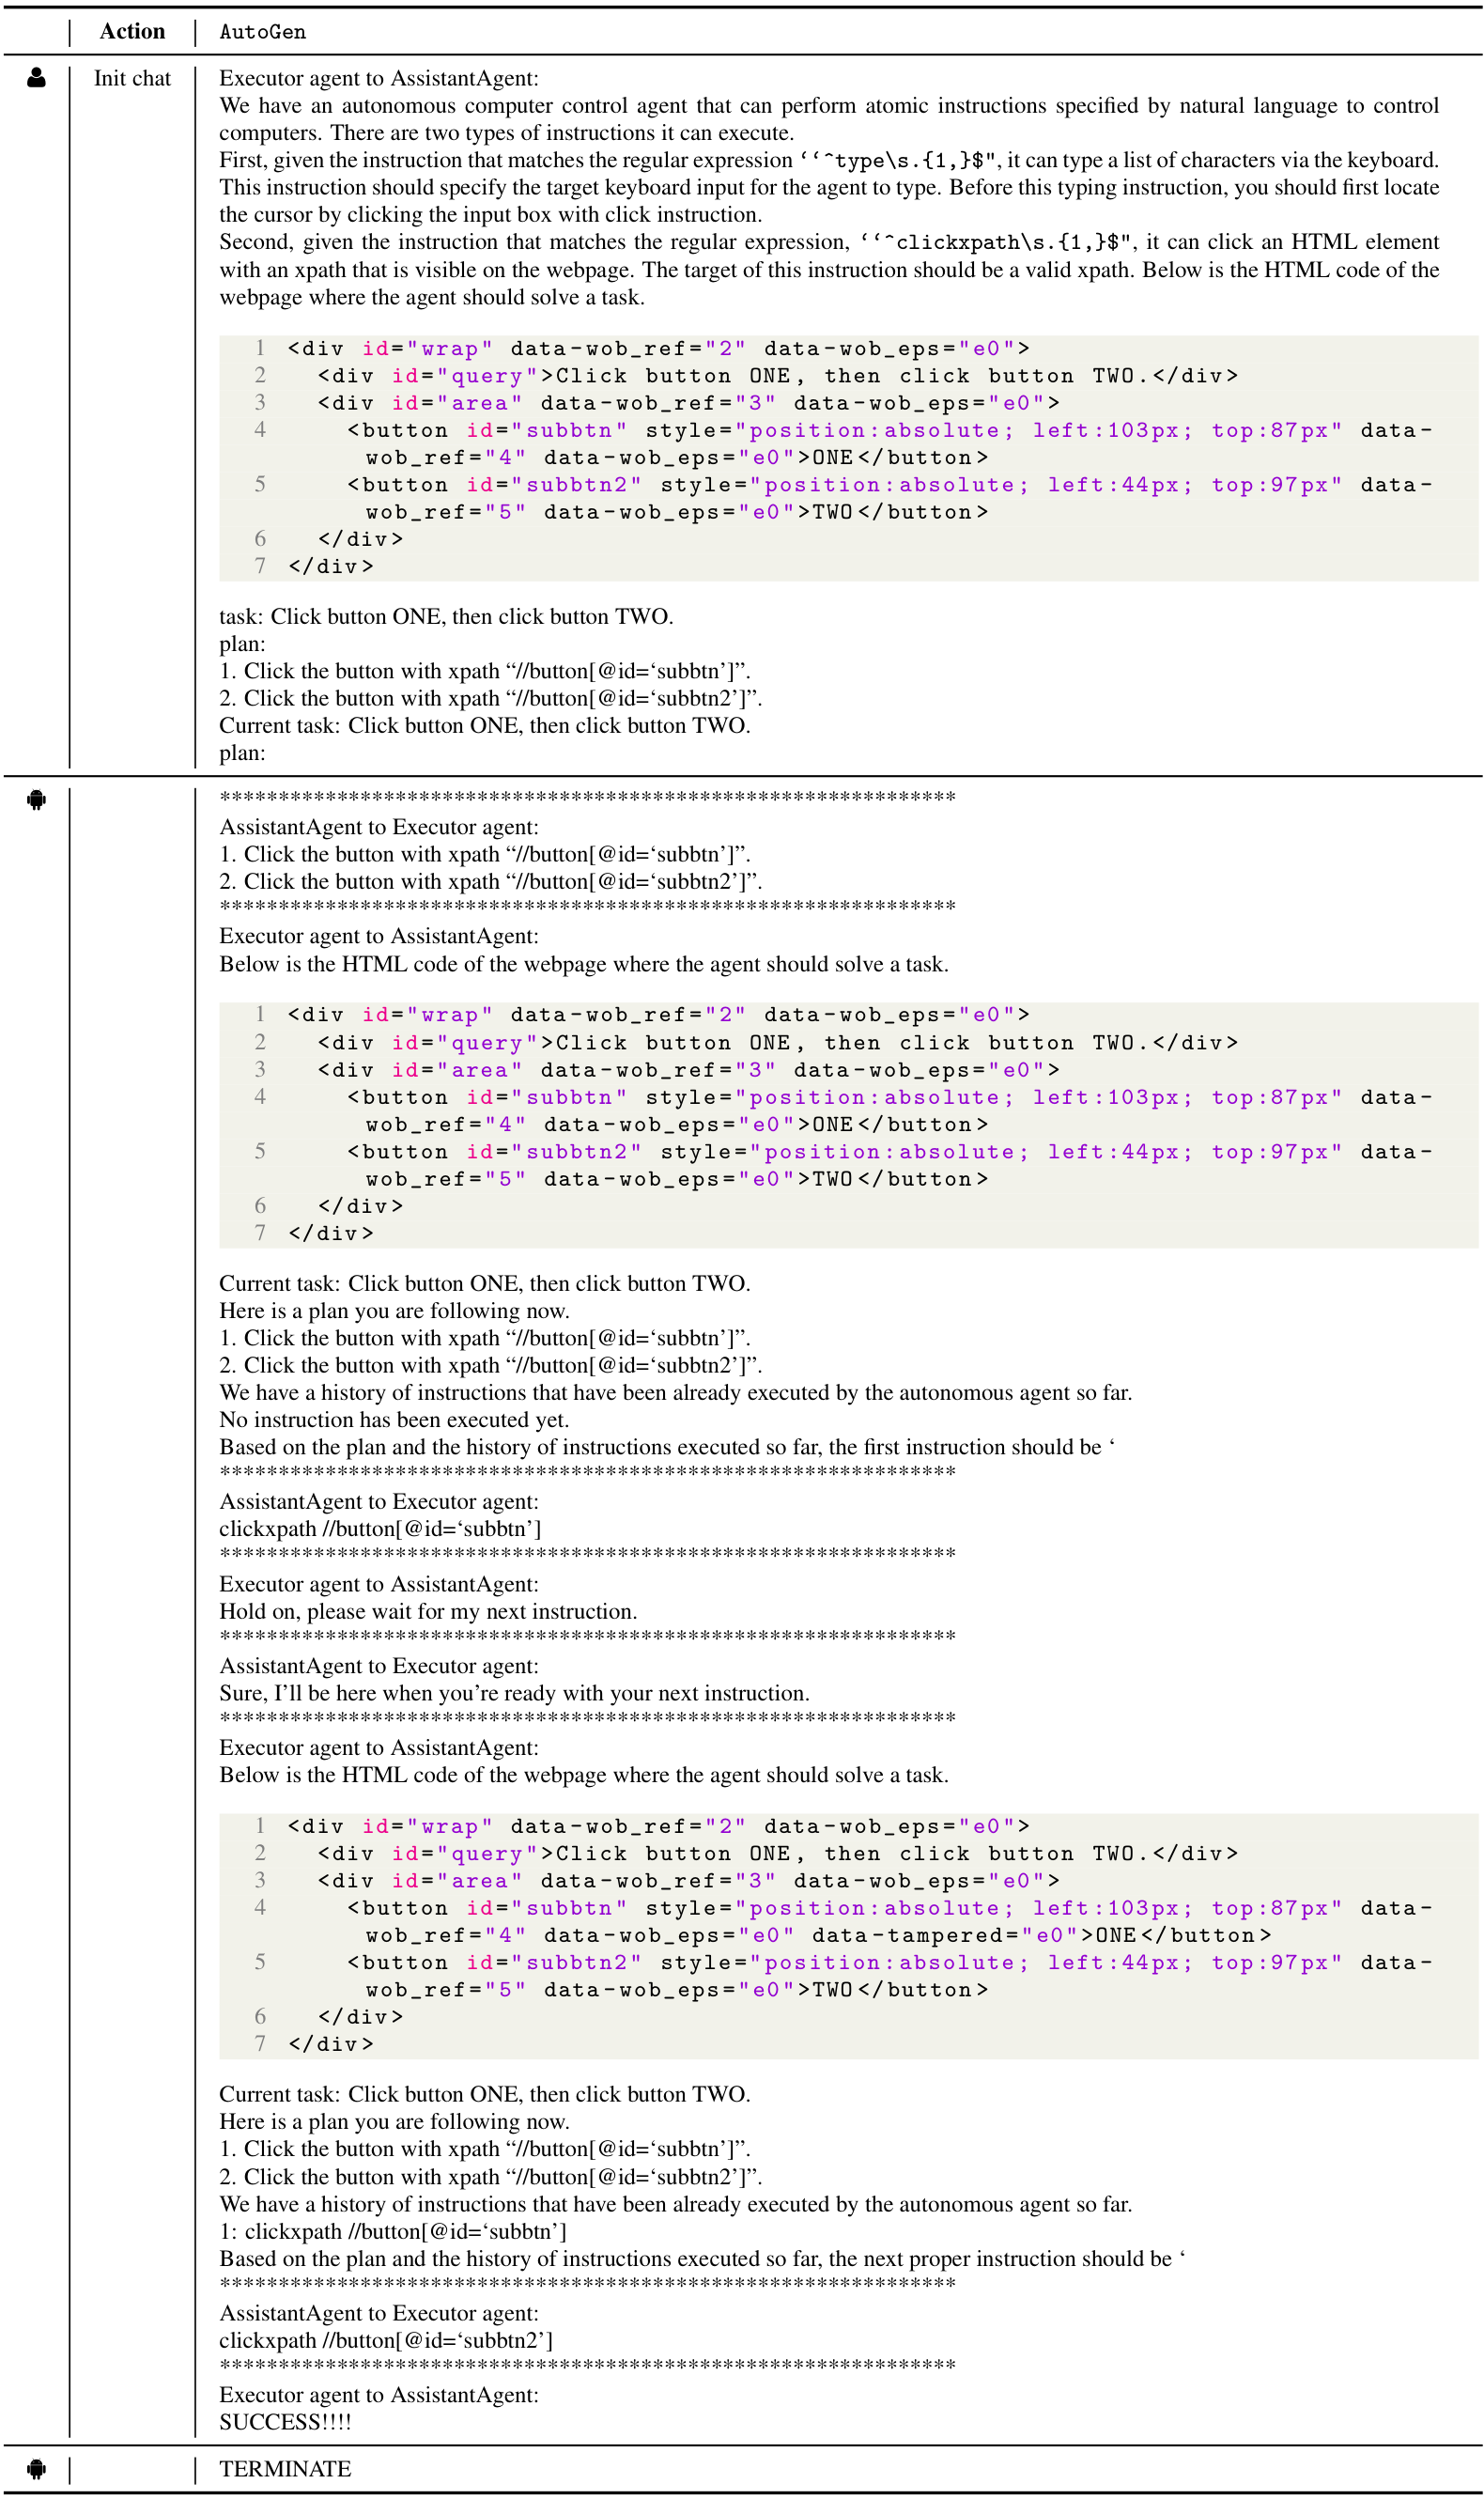 Action AutoGen
Init chat Executor agent to AssistantAgent:
We have an autonomous computer control agent that can perform atomic instructions specified by natural language to control
computers. There are two types of instructions it can execute.
First, given the instruction that matches the regular expression ‘‘^type\s.{1,}$", it can type a list of characters via the keyboard.
This instruction should specify the target keyboard input for the agent to type. Before this typing instruction, you should first locate
the cursor by clicking the input box with click instruction.
Second, given the instruction that matches the regular expression, ‘‘^clickxpath\s.{1,}$", it can click an HTML element
with an xpath that is visible on the webpage. The target of this instruction should be a valid xpath. Below is the HTML code of the
webpage where the agent should solve a task.
1 <div id="wrap" data-wob_ref="2" data-wob_eps="e0">
2 <div id="query">Click button ONE, then click button TWO.</div>
3 <div id="area" data-wob_ref="3" data-wob_eps="e0">
4 <button id="subbtn" style="position:absolute; left:103px; top:87px" data-
wob_ref="4" data-wob_eps="e0">ONE</button>
5 <button id="subbtn2" style="position:absolute; left:44px; top:97px" data-
wob_ref="5" data-wob_eps="e0">TWO</button>
6 </div>
7 </div>
task: Click button ONE, then click button TWO.
plan:
1. Click the button with xpath “//button[@id=‘subbtn’]”.
2. Click the button with xpath “//button[@id=‘subbtn2’]”.
Current task: Click button ONE, then click button TWO.
plan:
***************************************************************
AssistantAgent to Executor agent:
1. Click the button with xpath “//button[@id=‘subbtn’]”.
2. Click the button with xpath “//button[@id=‘subbtn2’]”.
***************************************************************
Executor agent to AssistantAgent:
Below is the HTML code of the webpage where the agent should solve a task.
1 <div id="wrap" data-wob_ref="2" data-wob_eps="e0">
2 <div id="query">Click button ONE, then click button TWO.</div>
3 <div id="area" data-wob_ref="3" data-wob_eps="e0">
4 <button id="subbtn" style="position:absolute; left:103px; top:87px" data-
wob_ref="4" data-wob_eps="e0">ONE</button>
5 <button id="subbtn2" style="position:absolute; left:44px; top:97px" data-
wob_ref="5" data-wob_eps="e0">TWO</button>
6 </div>
7 </div>
Current task: Click button ONE, then click button TWO.
Here is a plan you are following now.
1. Click the button with xpath “//button[@id=‘subbtn’]”.
2. Click the button with xpath “//button[@id=‘subbtn2’]”.
We have a history of instructions that have been already executed by the autonomous agent so far.
No instruction has been executed yet.
Based on the plan and the history of instructions executed so far, the first instruction should be ‘
***************************************************************
AssistantAgent to Executor agent:
clickxpath //button[@id=‘subbtn’]
***************************************************************
Executor agent to AssistantAgent:
Hold on, please wait for my next instruction.
***************************************************************
AssistantAgent to Executor agent:
Sure, I’ll be here when you’re ready with your next instruction.
***************************************************************
Executor agent to AssistantAgent:
Below is the HTML code of the webpage where the agent should solve a task.
1 <div id="wrap" data-wob_ref="2" data-wob_eps="e0">
2 <div id="query">Click button ONE, then click button TWO.</div>
3 <div id="area" data-wob_ref="3" data-wob_eps="e0">
4 <button id="subbtn" style="position:absolute; left:103px; top:87px" data-
wob_ref="4" data-wob_eps="e0" data-tampered="e0">ONE</button>
5 <button id="subbtn2" style="position:absolute; left:44px; top:97px" data-
wob_ref="5" data-wob_eps="e0">TWO</button>
6 </div>
7 </div>
Current task: Click button ONE, then click button TWO.
Here is a plan you are following now.
1. Click the button with xpath “//button[@id=‘subbtn’]”.
2. Click the button with xpath “//button[@id=‘subbtn2’]”.
We have a history of instructions that have been already executed by the autonomous agent so far.
1: clickxpath //button[@id=‘subbtn’]
Based on the plan and the history of instructions executed so far, the next proper instruction should be ‘
***************************************************************
AssistantAgent to Executor agent:
clickxpath //button[@id=‘subbtn2’]
***************************************************************
Executor agent to AssistantAgent:
SUCCESS!!!!
TERMINATE